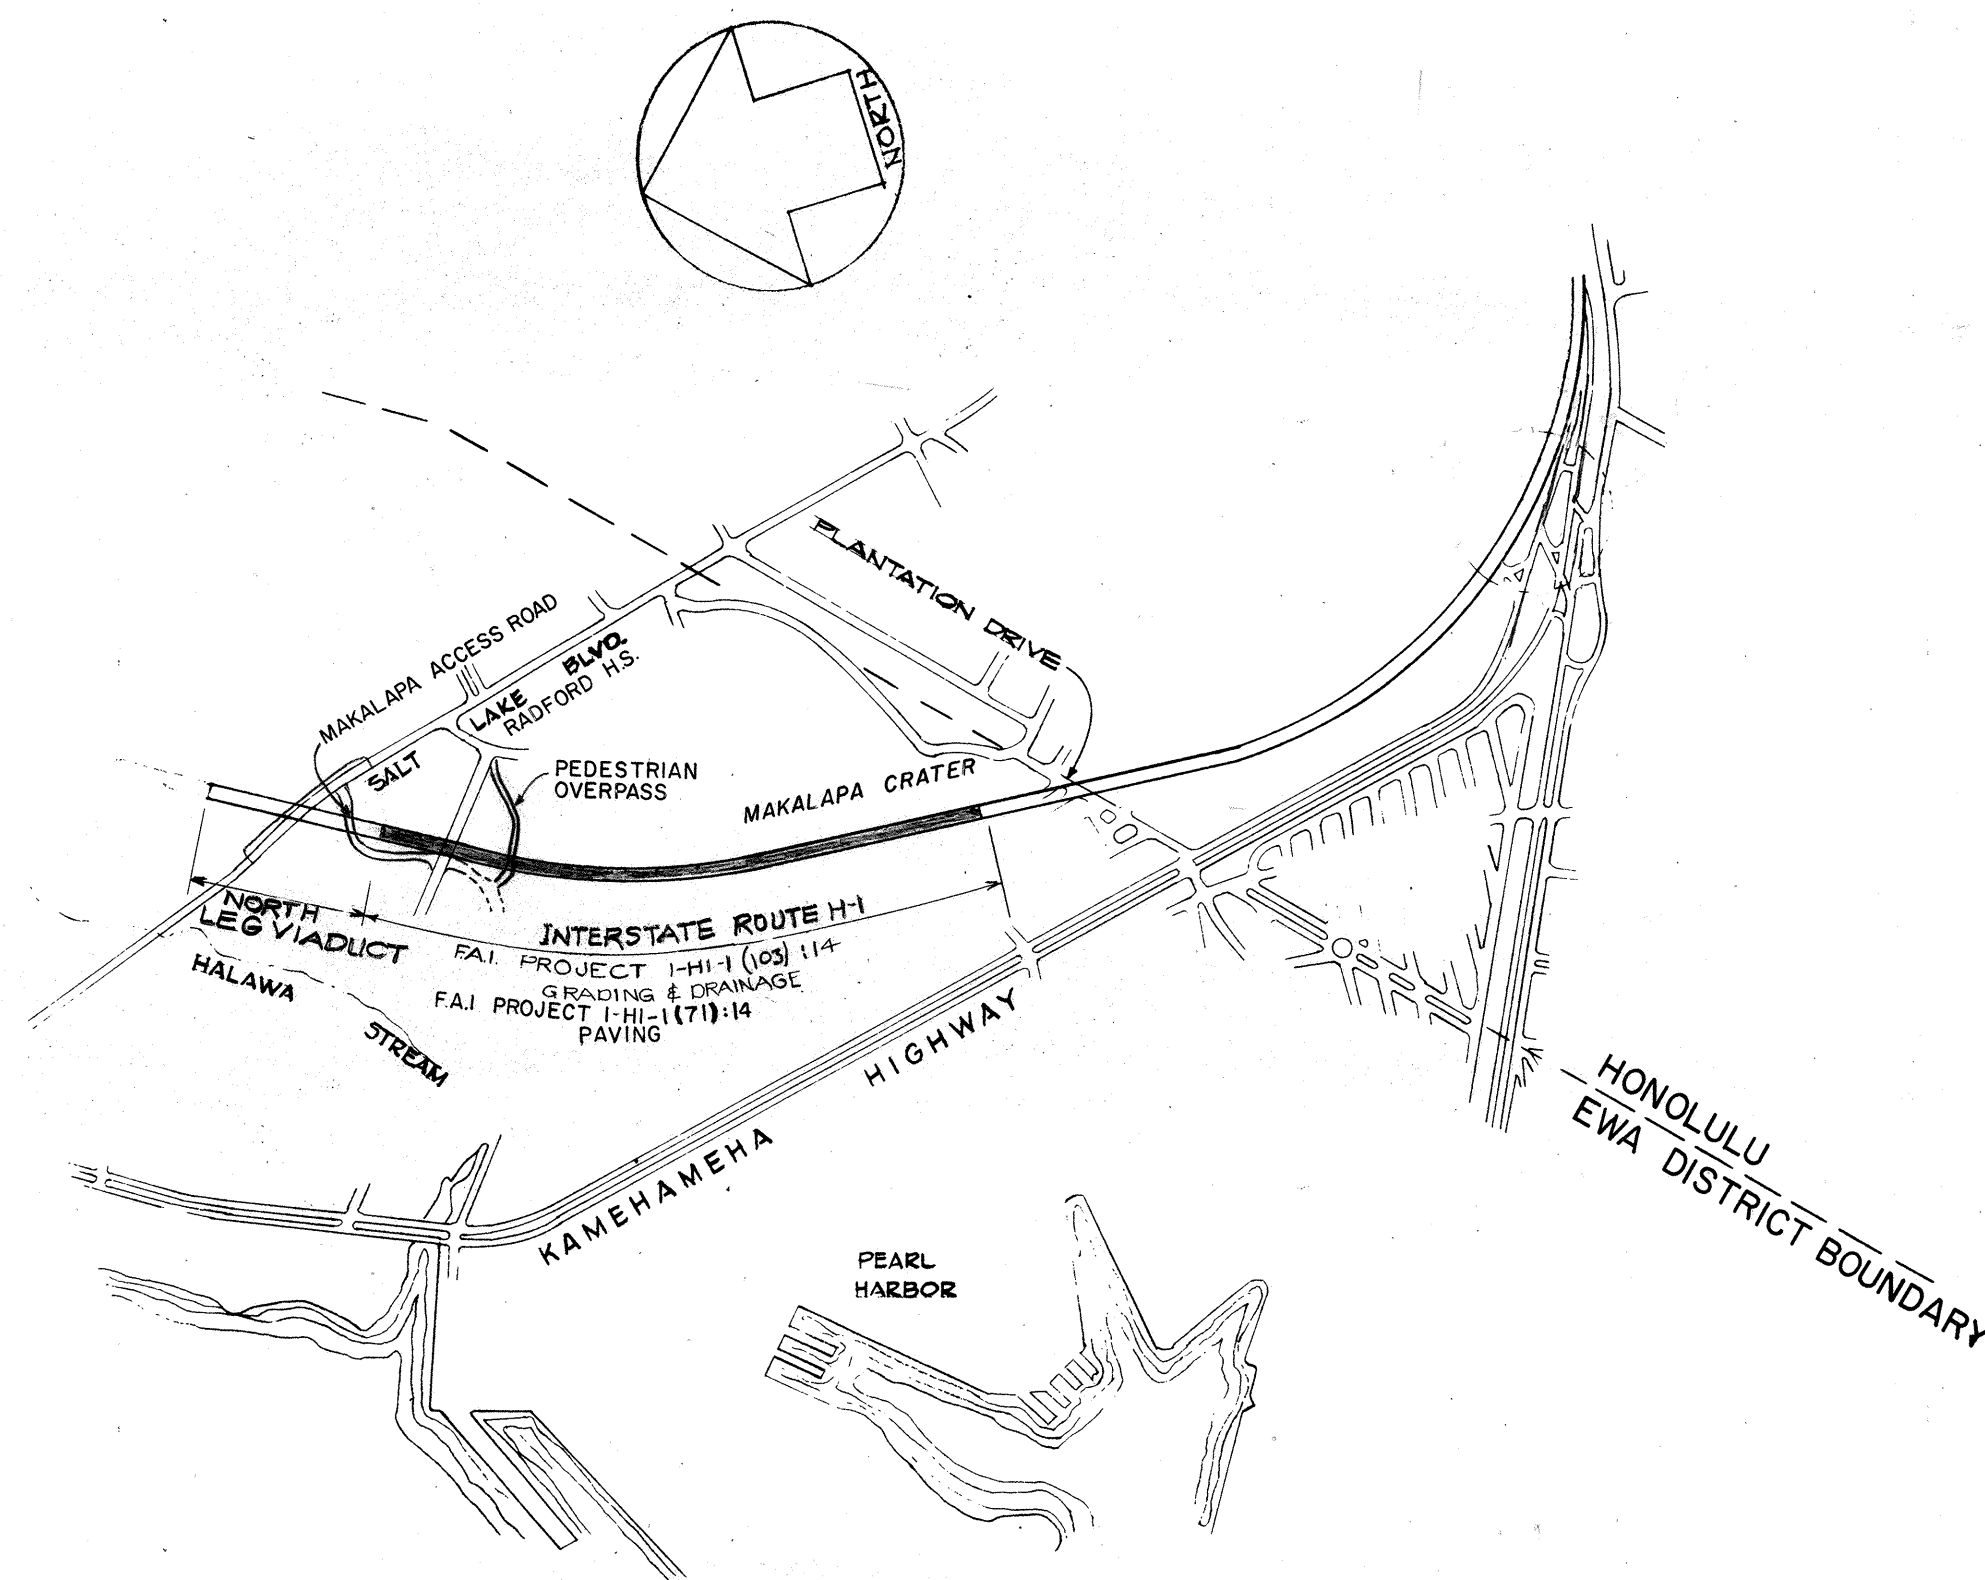 NORTH
PLANTATION DRIVE
MAKALAPA ACCESS ROAD
SALT LAKE BLVD.
RADFORD H.S.
PEDESTRIAN
OVERPASS
MAKALAPA CRATER
NORTH
LEG VIADUCT
INTERSTATE ROUTE H-1
F.A.I. PROJECT I-H1-1 (103) :14
GRADING & DRAINAGE
F.A.I PROJECT I-H1-1(71):14
PAVING
HALAWA STREAM
KAMEHAMEHA HIGHWAY
HONOLULU
EWA DISTRICT BOUNDARY
PEARL
HARBOR